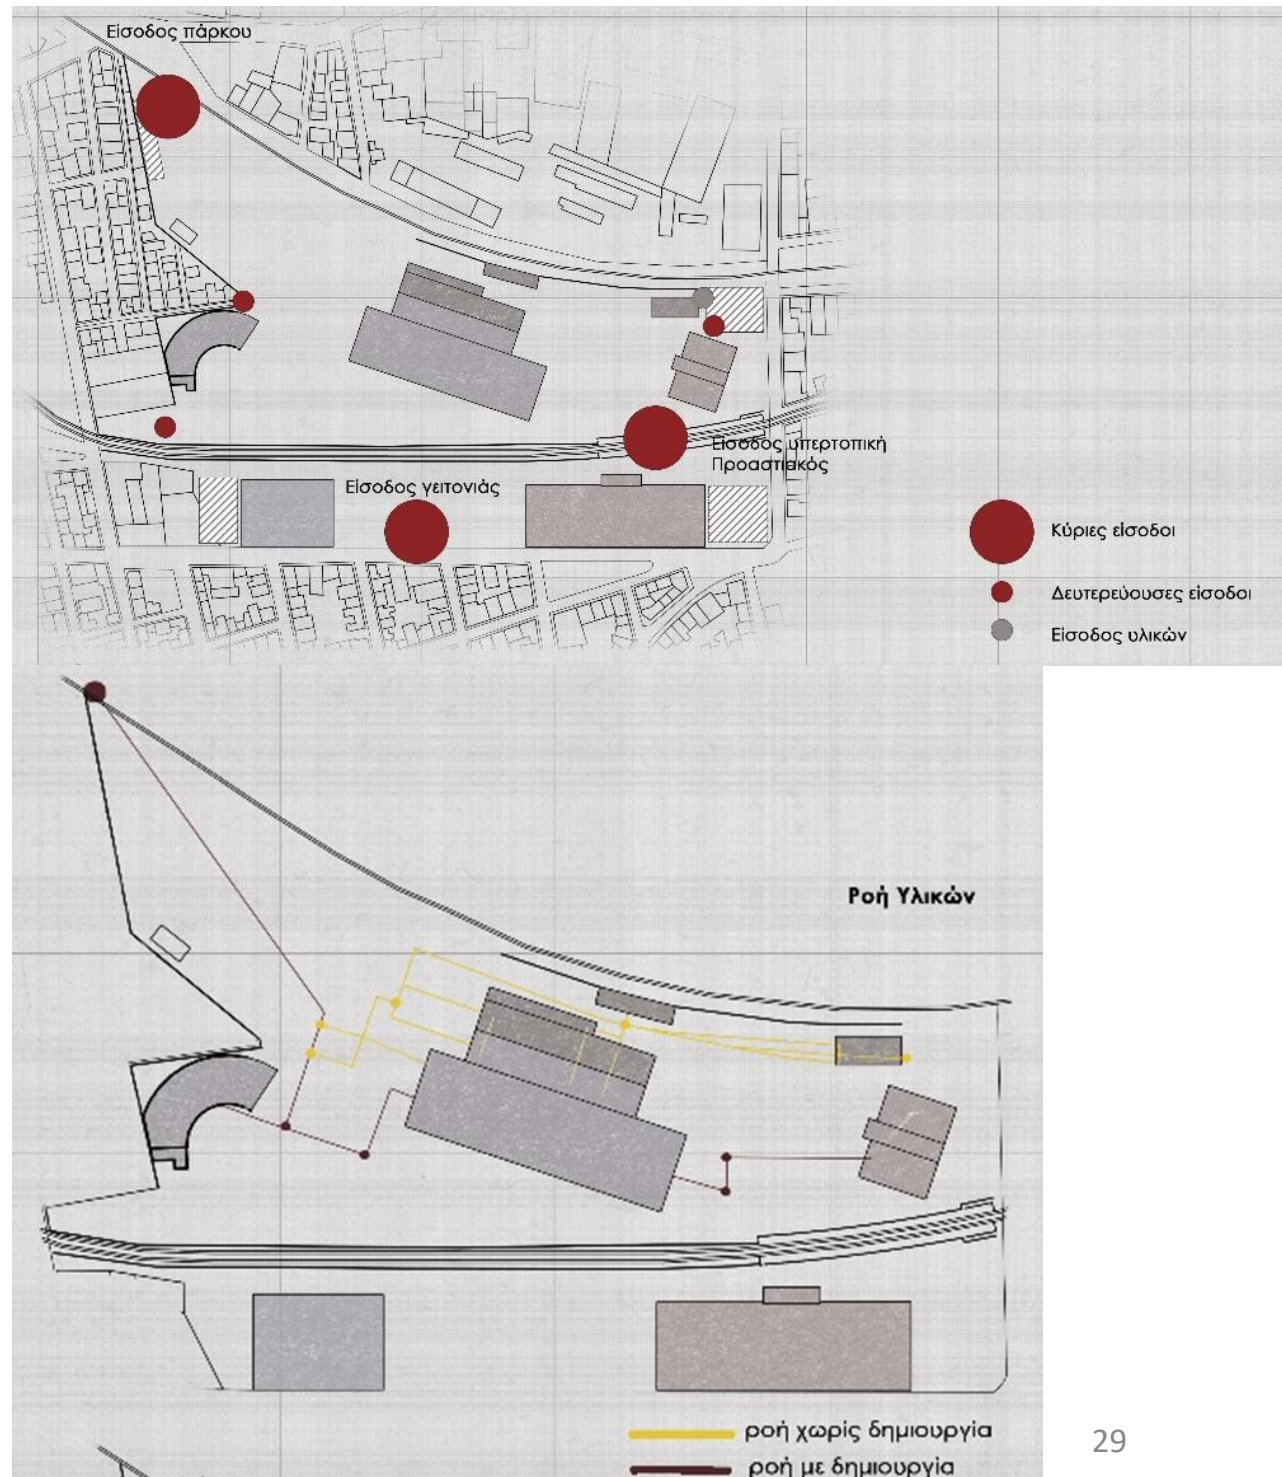 Είσοδος πάρκου
Είσοδος υπερτοπική
Προαστιακός
Είσοδος γειτονιάς
Κύριες είσοδοι
Δευτερεύουσες είσοδοι
Είσοδος υλικών
Ροή Υλικών
ροή χωρίς δημιουργία
ροή με δημιουργία
29